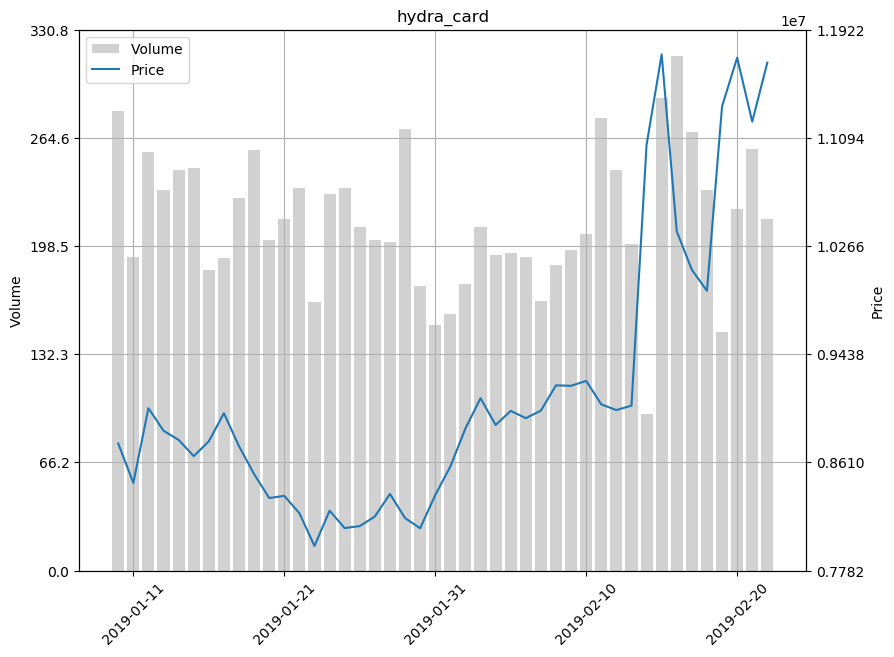 hydra_card
1e7
330.8
264.6
198.5
132.3
66.2
0.0
Volume
Volume
Price
1.1922
1.1094
1.0266
0.9438
0.8610
0.7782
Price
2019-01-11
2019-01-21
2019-01-31
2019-02-10
2019-02-20